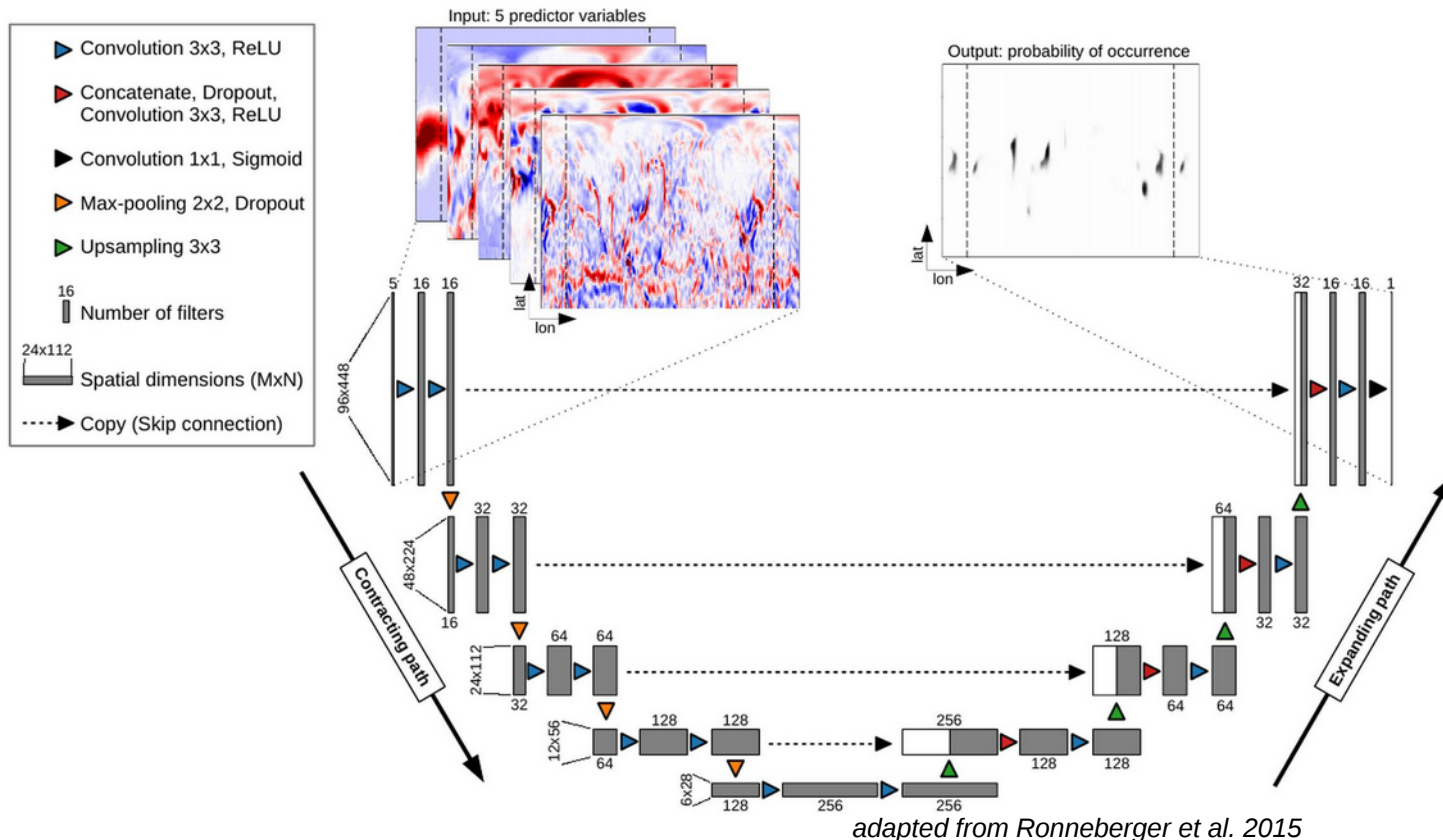 Convolution 3x3, ReLU
Concatenate, Dropout,
Convolution 3x3, ReLU
Convolution 1x1, Sigmoid
Max-pooling 2x2, Dropout
Upsampling 3x3
16
Number of filters
24x112
Spatial dimensions (MxN)
Copy (Skip connection)
Input: 5 predictor variables
lat
lon
Output: probability of occurrence
lat
lon
5 16 16
96x448
32 16 16 1
32 32
48x224
16
64
32 32
64 64
24x112
32
128
64 64
128 128
12x56
64
256
128 128
6x28
128 256 256
Contracting path
Expanding path
adapted from Ronneberger et al. 2015